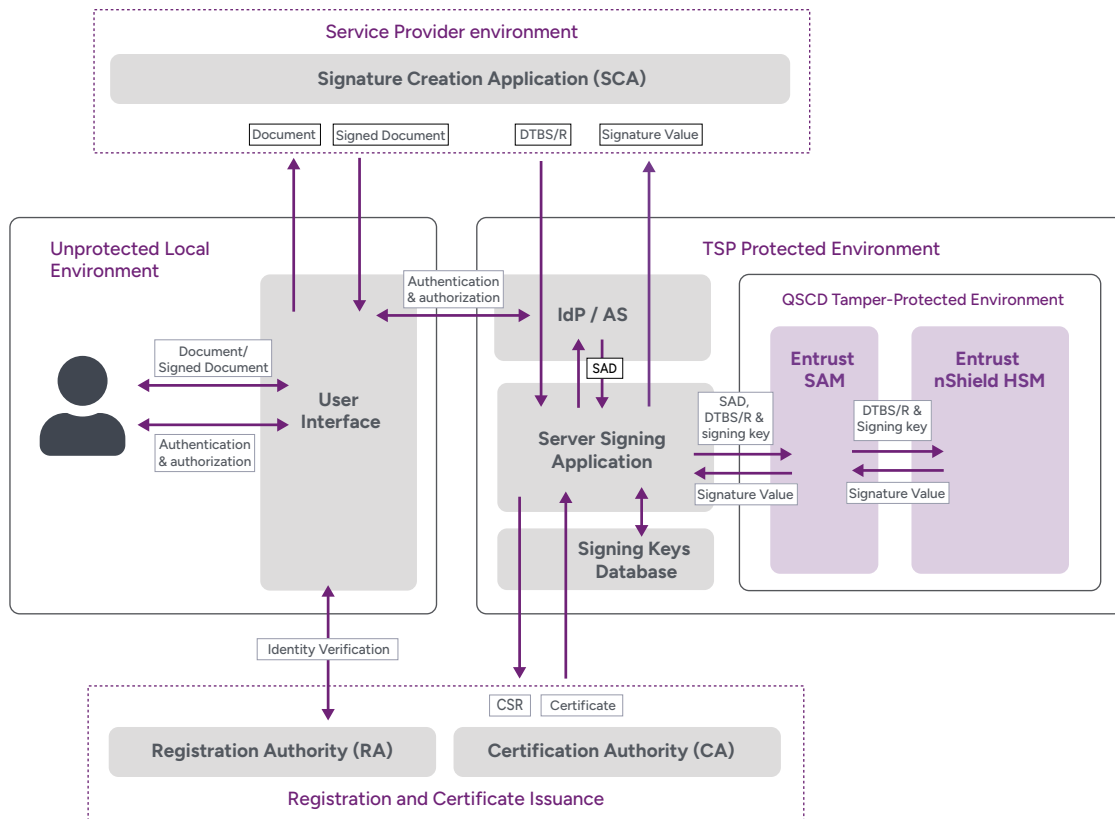 Service Provider environment
Signature Creation Application (SCA)
Document
Signed Document
DTBS/R
Signature Value
Unprotected Local
Environment
TSP Protected Environment
Authentication
& authorization
IdP / AS
QSCD Tamper-Protected Environment
Document/
Signed Document
SAD
Entrust
SAM
Entrust
nShield HSM
User
Interface
Authentication
& authorization
Server Signing
Application
SAD,
DTBS/R &
signing key
DTBS/R &
Signing key
Signature Value
Signature Value
Signing Keys
Database
Identity Verification
CSR
Certificate
Registration Authority (RA)
Certification Authority (CA)
Registration and Certificate Issuance